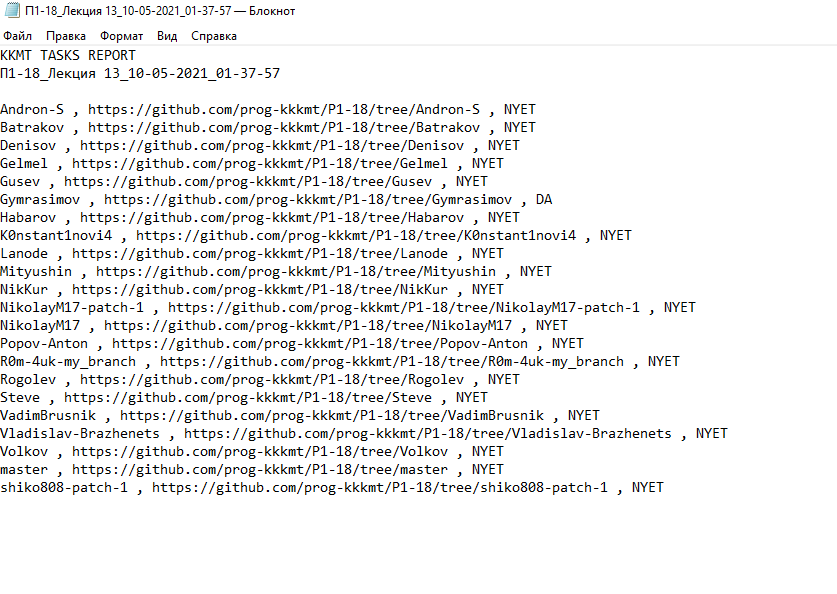 П1-18_Лекция 13_10-05-2021_01-37-57 — Блокнот
Файл Правка Формат Вид Справка
KKMT TASKS REPORT
П1-18_Лекция 13_10-05-2021_01-37-57
Andron-S , https://github.com/prog-kkkmt/P1-18/tree/Andron-S , NYET
Batrakov , https://github.com/prog-kkkmt/P1-18/tree/Batrakov , NYET
Denisov , https://github.com/prog-kkkmt/P1-18/tree/Denisov , NYET
Gelmel , https://github.com/prog-kkkmt/P1-18/tree/Gelmel , NYET
Gusev , https://github.com/prog-kkkmt/P1-18/tree/Gusev , NYET
Gymrasimov , https://github.com/prog-kkkmt/P1-18/tree/Gymrasimov , DA
Habarov , https://github.com/prog-kkkmt/P1-18/tree/Habarov , NYET
K0nstant1novi4 , https://github.com/prog-kkkmt/P1-18/tree/K0nstant1novi4 , NYET
Lanode , https://github.com/prog-kkkmt/P1-18/tree/Lanode , NYET
Mityushin , https://github.com/prog-kkkmt/P1-18/tree/Mityushin , NYET
NikKur , https://github.com/prog-kkkmt/P1-18/tree/NikKur , NYET
NikolayM17-patch-1 , https://github.com/prog-kkkmt/P1-18/tree/NikolayM17-patch-1 , NYET
NikolayM17 , https://github.com/prog-kkkmt/P1-18/tree/NikolayM17 , NYET
Popov-Anton , https://github.com/prog-kkkmt/P1-18/tree/Popov-Anton , NYET
R0m-4uk-my_branch , https://github.com/prog-kkkmt/P1-18/tree/R0m-4uk-my_branch , NYET
Rogolev , https://github.com/prog-kkkmt/P1-18/tree/Rogolev , NYET
Steve , https://github.com/prog-kkkmt/P1-18/tree/Steve , NYET
VadimBrusnik , https://github.com/prog-kkkmt/P1-18/tree/VadimBrusnik , NYET
Vladislav-Brazhenets , https://github.com/prog-kkkmt/P1-18/tree/Vladislav-Brazhenets , NYET
Volkov , https://github.com/prog-kkkmt/P1-18/tree/Volkov , NYET
master , https://github.com/prog-kkkmt/P1-18/tree/master , NYET
shiko808-patch-1 , https://github.com/prog-kkkmt/P1-18/tree/shiko808-patch-1 , NYET